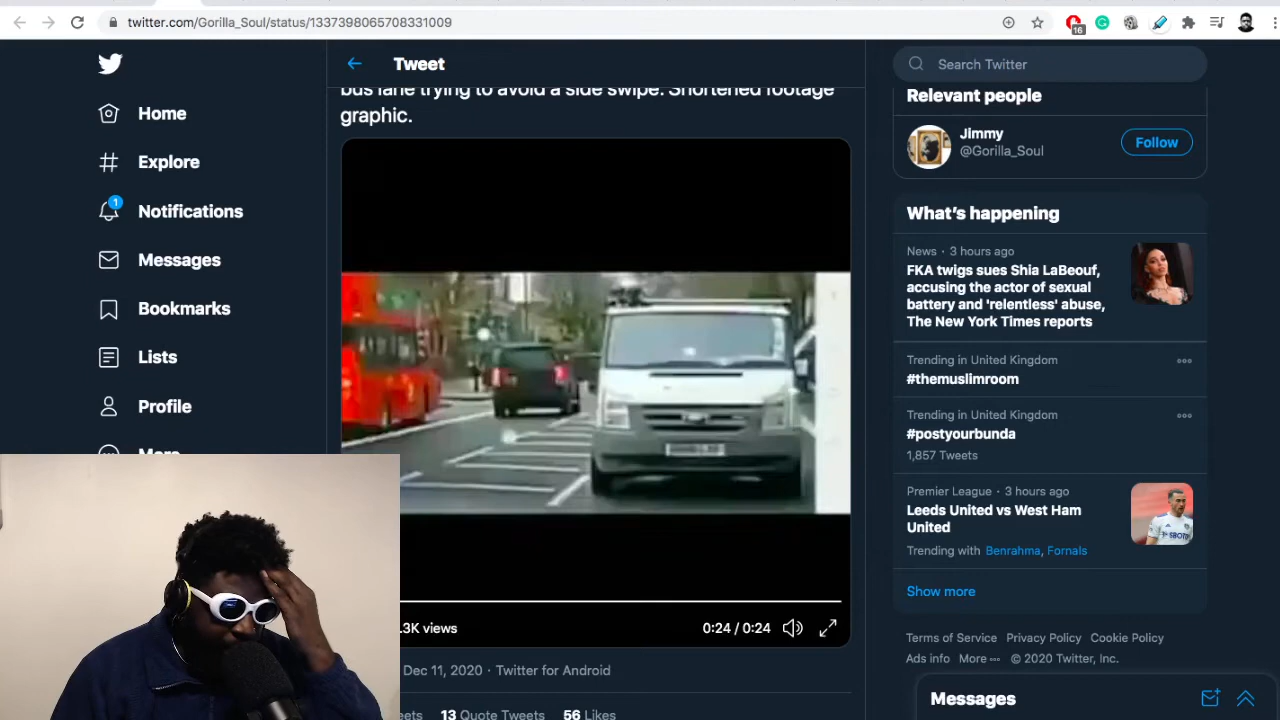 twitter.com/Gorilla_Soul/status/1337398065708331009
16
Tweet
Search Twitter
Home
Explore
1
Notifications
Messages
Bookmarks
Lists
Profile
More
bus lane trying to avoid a side swipe. Shortened footage
graphic.
.3K views
0:24 / 0:24
Dec 11, 2020 · Twitter for Android
13 Quote Tweets 56 Likes
Relevant people
Jimmy
@Gorilla_Soul
Follow
What's happening
News · 3 hours ago
FKA twigs sues Shia LaBeouf,
accusing the actor of sexual
battery and 'relentless' abuse,
The New York Times reports
Trending in United Kingdom
#themuslimroom
Trending in United Kingdom
#postyourbunda
1,857 Tweets
Premier League · 3 hours ago
Leeds United vs West Ham
United
Trending with Benrahma, Fornals
Show more
Terms of Service Privacy Policy Cookie Policy
Ads info More © 2020 Twitter, Inc.
Messages